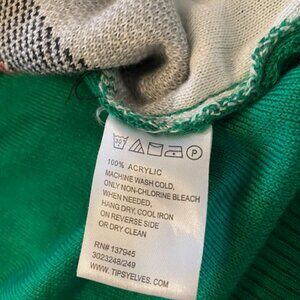 30
P
100% ACRYLIC
MACHINE WASH COLD,
ONLY NON-CHLORINE BLEACH
WHEN NEEDED,
HANG DRY, COOL IRON
ON REVERSE SIDE
OR DRY CLEAN
RN# 137945
3023248/249
WWW.TIPSYELVES.COM